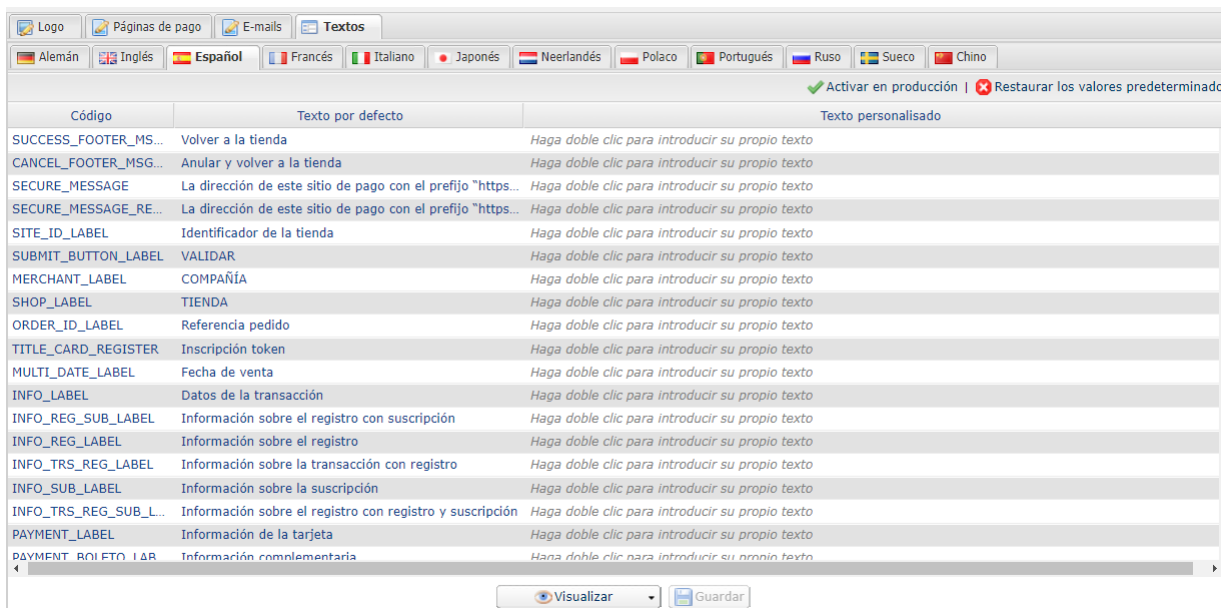 Logo Páginas de pago E-mails Textos
Alemán Inglés Español Francés Italiano Japonés Neerlandés Polaco Portugués Ruso Sueco Chino
Activar en producción | Restaurar los valores predeterminado
Código Texto por defecto Texto personalisado
SUCCESS_FOOTER_MS... Volver a la tienda Haga doble clic para introducir su propio texto
CANCEL_FOOTER_MSG... Anular y volver a la tienda Haga doble clic para introducir su propio texto
SECURE_MESSAGE La dirección de este sitio de pago con el prefijo "https... Haga doble clic para introducir su propio texto
SECURE_MESSAGE_RE... La dirección de este sitio de pago con el prefijo "https... Haga doble clic para introducir su propio texto
SITE_ID_LABEL Identificador de la tienda Haga doble clic para introducir su propio texto
SUBMIT_BUTTON_LABEL VALIDAR Haga doble clic para introducir su propio texto
MERCHANT_LABEL COMPAÑÍA Haga doble clic para introducir su propio texto
SHOP_LABEL TIENDA Haga doble clic para introducir su propio texto
ORDER_ID_LABEL Referencia pedido Haga doble clic para introducir su propio texto
TITLE_CARD_REGISTER Inscripción token Haga doble clic para introducir su propio texto
MULTI_DATE_LABEL Fecha de venta Haga doble clic para introducir su propio texto
INFO_LABEL Datos de la transacción Haga doble clic para introducir su propio texto
INFO_REG_SUB_LABEL Información sobre el registro con suscripción Haga doble clic para introducir su propio texto
INFO_REG_LABEL Información sobre el registro Haga doble clic para introducir su propio texto
INFO_TRS_REG_LABEL Información sobre la transacción con registro Haga doble clic para introducir su propio texto
INFO_SUB_LABEL Información sobre la suscripción Haga doble clic para introducir su propio texto
INFO_TRS_REG_SUB_L... Información sobre el registro con registro y suscripción Haga doble clic para introducir su propio texto
PAYMENT_LABEL Información de la tarjeta Haga doble clic para introducir su propio texto
PAYMENT_BOLETO_LAB... Información complementaria Haga doble clic para introducir su propio texto
Visualizar Guardar